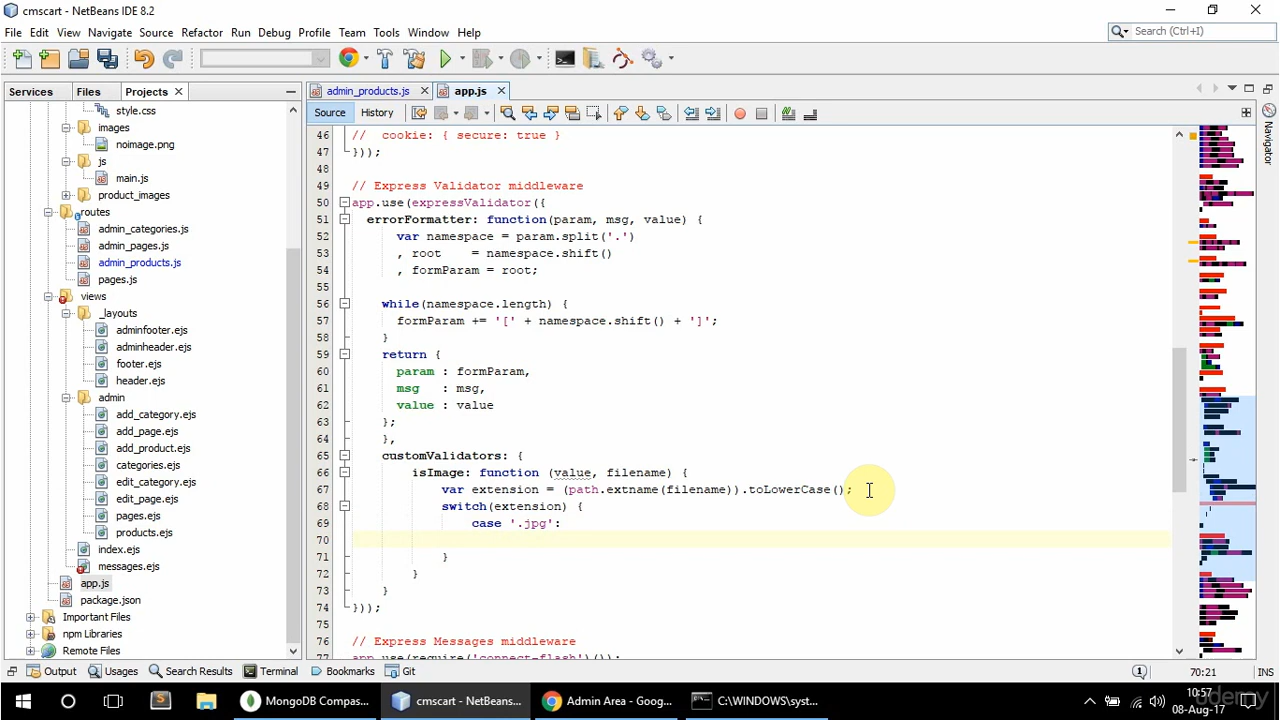 cmscart - NetBeans IDE 8.2
File Edit View Navigate Source Refactor Run Debug Profile Team Tools Window Help
Search (Ctrl+I)
Services Files Projects
admin_products.js app.js
Source History
style.css
images
noimage.png
js
main.js
product_images
routes
admin_categories.js
admin_pages.js
admin_products.js
pages.js
views
_layouts
adminfooter.ejs
adminheader.ejs
footer.ejs
header.ejs
admin
add_category.ejs
add_page.ejs
add_product.ejs
categories.ejs
edit_category.ejs
edit_page.ejs
pages.ejs
products.ejs
index.ejs
messages.ejs
app.js
package.json
Important Files
npm Libraries
Remote Files
46 // cookie: { secure: true }
47 }));
48
49 // Express Validator middleware
50 app.use(expressValidator({
51 errorFormatter: function(param, msg, value) {
52 var namespace = param.split('.')
53 , root = namespace.shift()
54 , formParam = root;
55
56 while(namespace.length) {
57 formParam += '[' + namespace.shift() + ']';
58 }
59 return {
60 param : formParam,
61 msg : msg,
62 value : value
63 };
64 },
65 customValidators: {
66 isImage: function (value, filename) {
67 var extension = (path.extname(filename)).toLowerCase();
68 switch(extension) {
69 case '.jpg':
70
71 }
72 }
73 }
74 }));
75
76 // Express Messages middleware
77 app.use(require('connect-flash')());
Navigator
Output Usages Search Results Terminal Bookmarks Git
1 70:21 INS
MongoDB Compas... cmscart - NetBeans I... Admin Area - Goog... C:\WINDOWS\syst...
10:57
08-Aug-17
udemy